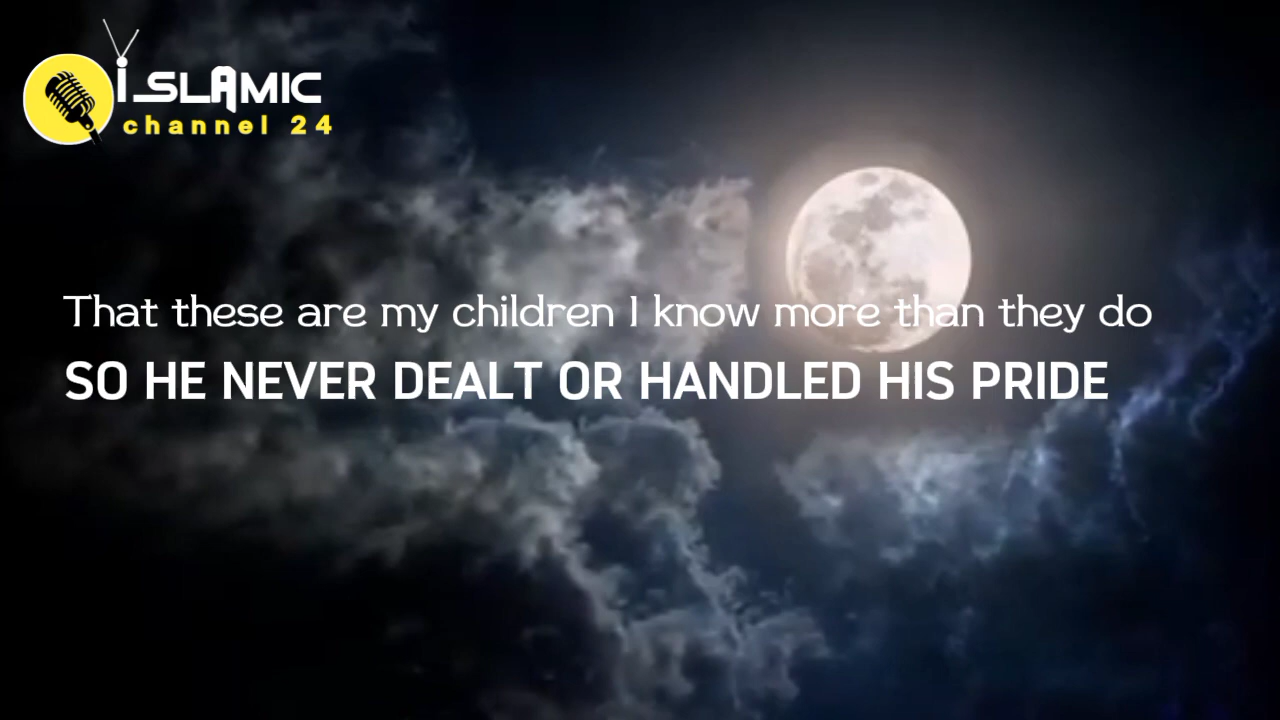 iSLAMIC
channel 24
That these are my children I know more than they do
SO HE NEVER DEALT OR HANDLED HIS PRIDE